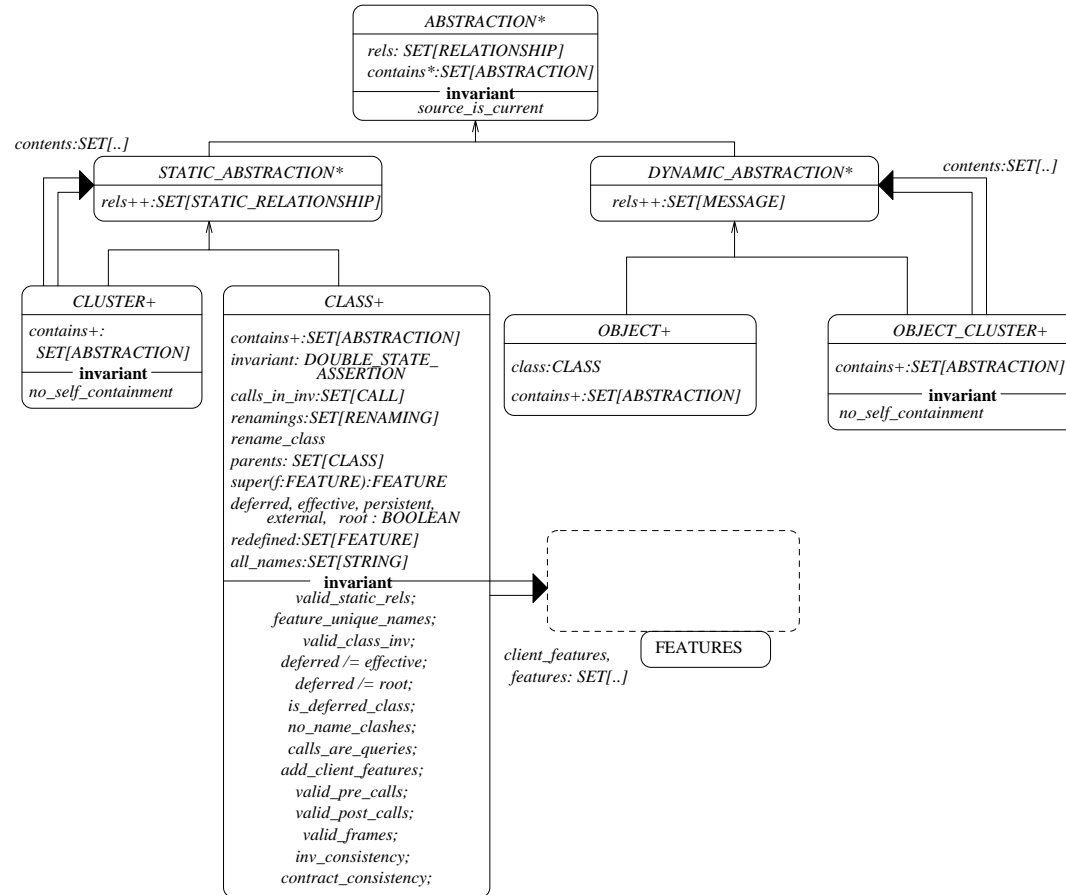 ABSTRACTION*
rels: SET[RELATIONSHIP]
contains*:SET[ABSTRACTION]
invariant
source_is_current
contents:SET[..]
STATIC_ABSTRACTION*
rels++:SET[STATIC_RELATIONSHIP]
DYNAMIC_ABSTRACTION*
rels++:SET[MESSAGE]
contents:SET[..]
CLUSTER+
contains+:
SET[ABSTRACTION]
invariant
no_self_containment
CLASS+
contains+:SET[ABSTRACTION]
invariant: DOUBLE_STATE_
ASSERTION
calls_in_inv:SET[CALL]
renamings:SET[RENAMING]
rename_class
parents: SET[CLASS]
super(f:FEATURE):FEATURE
deferred, effective, persistent,
external, root : BOOLEAN
redefined:SET[FEATURE]
all_names:SET[STRING]
invariant
valid_static_rels;
feature_unique_names;
valid_class_inv;
deferred /= effective;
deferred /= root;
is_deferred_class;
no_name_clashes;
calls_are_queries;
add_client_features;
valid_pre_calls;
valid_post_calls;
valid_frames;
inv_consistency;
contract_consistency;
OBJECT+
class:CLASS
contains+:SET[ABSTRACTION]
OBJECT_CLUSTER+
contains+:SET[ABSTRACTION]
invariant
no_self_containment
FEATURES
client_features,
features: SET[..]